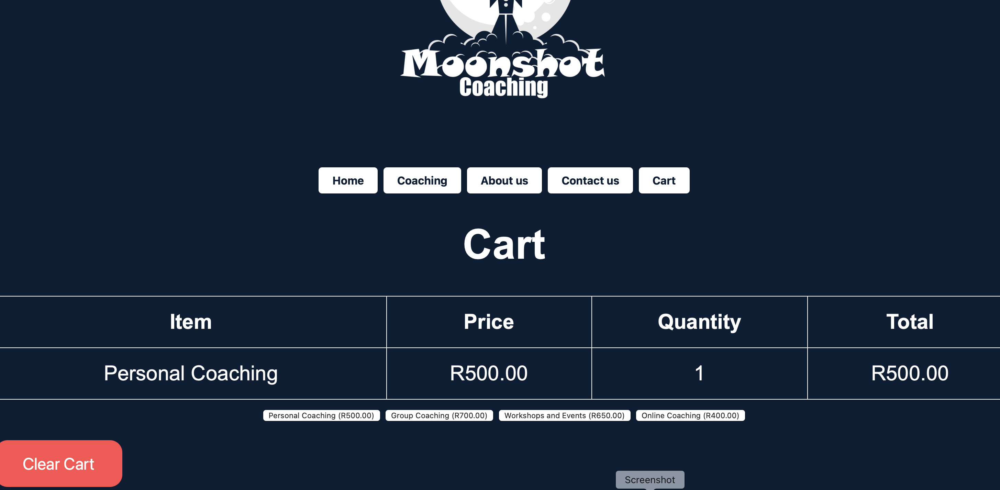 Moonshot
Coaching
Home Coaching About us Contact us Cart
Cart
Item Price Quantity Total
Personal Coaching R500.00 1 R500.00
Personal Coaching (R500.00) Group Coaching (R700.00) Workshops and Events (R650.00) Online Coaching (R400.00)
Clear Cart
Screenshot